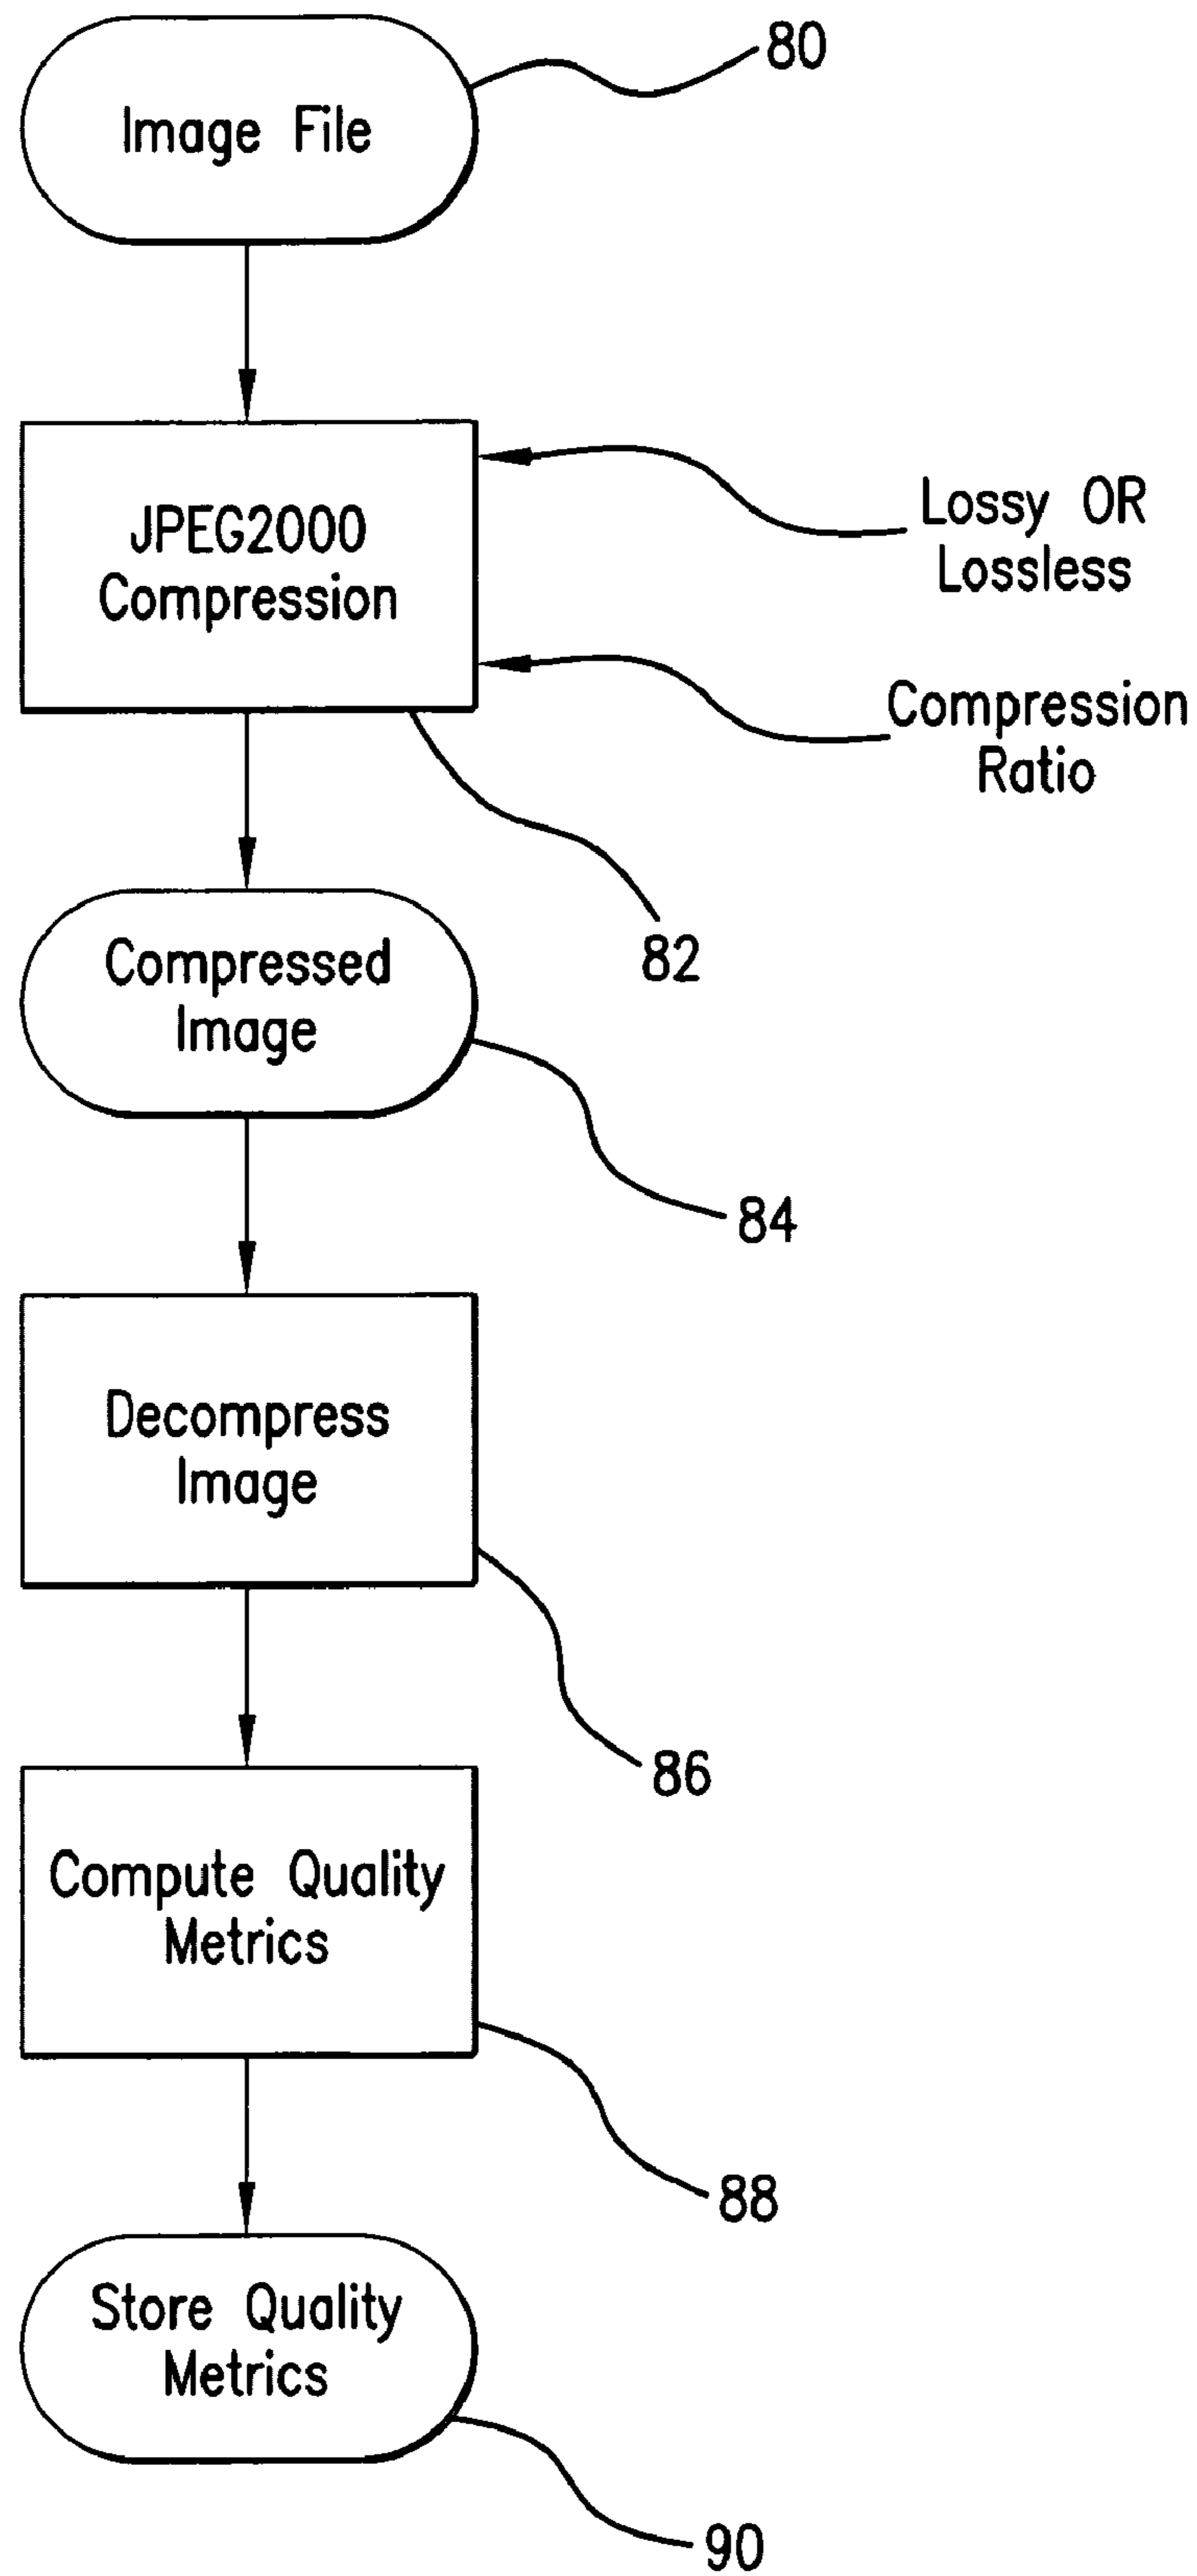 80
Image File
JPEG2000
Compression
Lossy OR
Lossless
Compression
Ratio
82
Compressed
Image
84
Decompress
Image
86
Compute Quality
Metrics
88
Store Quality
Metrics
90